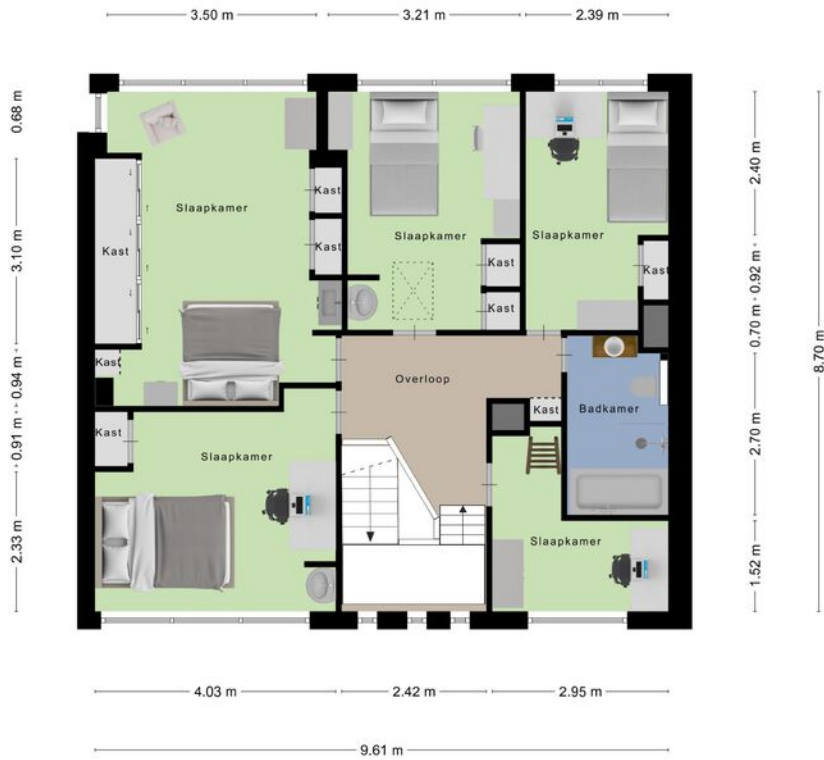 3.50 m
3.21 m
2.39 m
0.68 m
3.10 m
0.94 m
0.91 m
2.33 m
2.40 m
0.92 m
0.70 m
2.70 m
1.52 m
8.70 m
Slaapkamer
Kast
Kast
Kast
Kast
Slaapkamer
Kast
Kast
Slaapkamer
Kast
Overloop
Kast
Badkamer
Kast
Slaapkamer
Slaapkamer
4.03 m
2.42 m
2.95 m
9.61 m